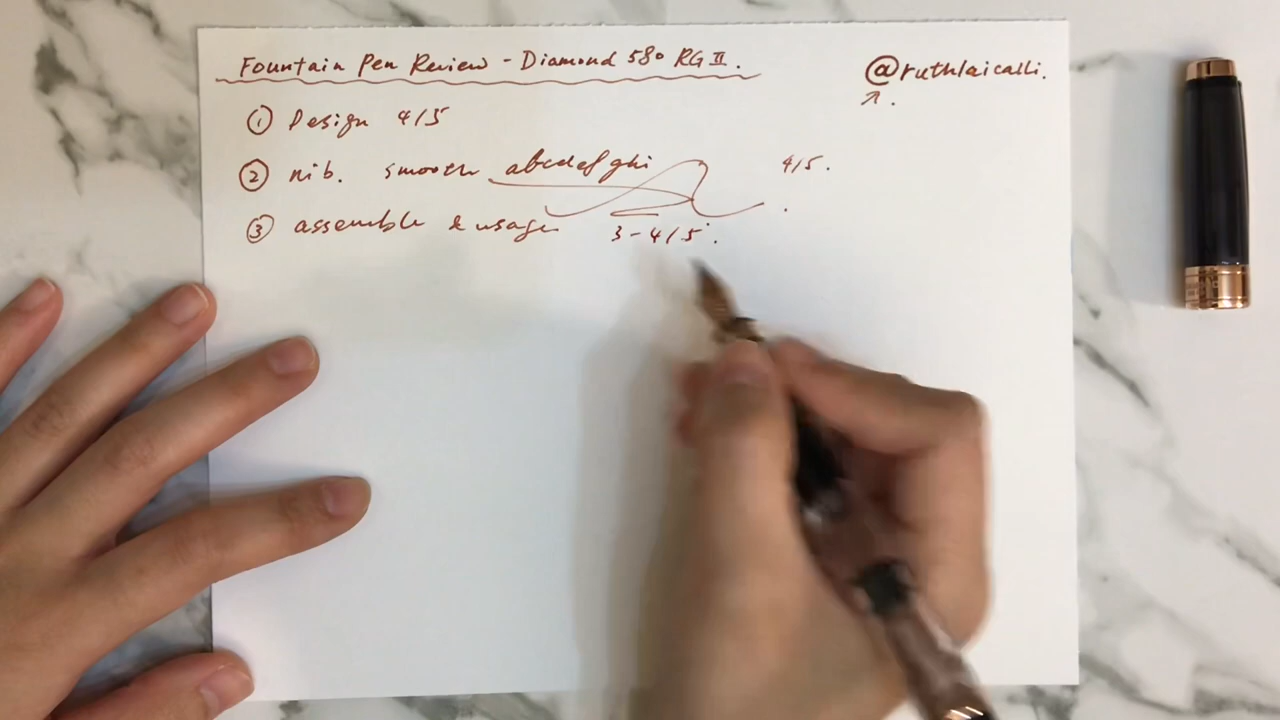 Fountain Pen Review - Diamond 580 RG II.
@ruthlaicalli.
① Design 4/5
② nib. smooth abcdefghi 4/5.
③ assemble & usage 3-4/5.